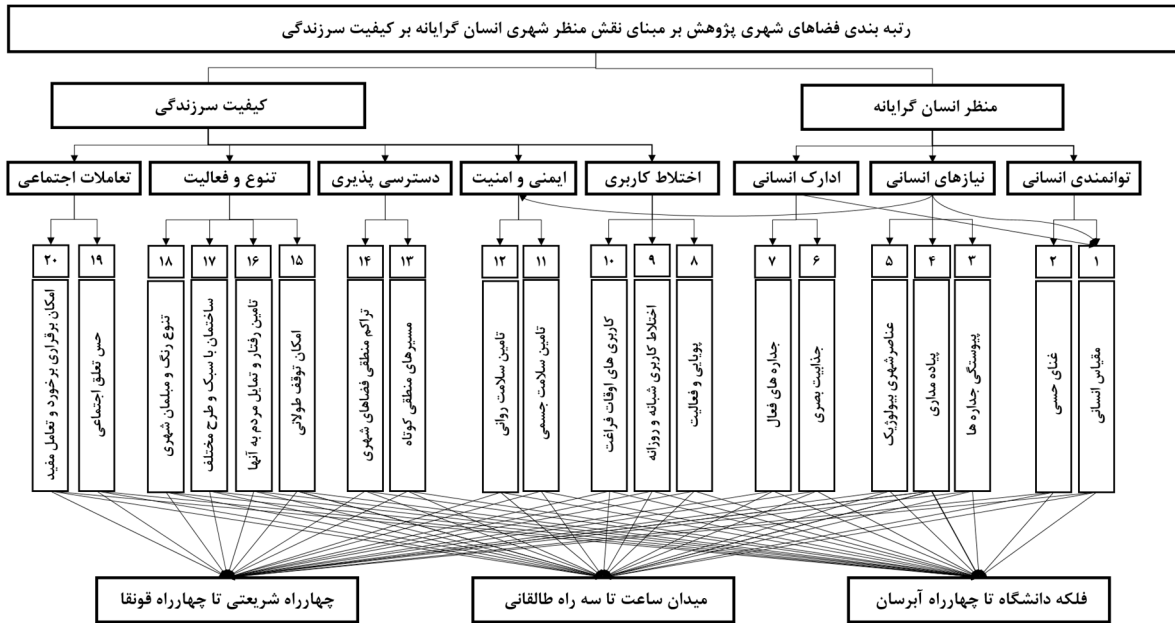 رتبه بندی فضاهای شهری پژوهش بر مبنای نقش منظر شهری انسان گرایانه بر کیفیت سرزندگی
منظر انسان گرایانه
کیفیت سرزندگی
توانمندی انسانی
نیازهای انسانی
ادارک انسانی
اختلاط کاربری
ایمنی و امنیت
دسترسی پذیری
تنوع و فعالیت
تعاملات اجتماعی
۱
۲
۳
۴
۵
۶
۷
۸
۹
۱۰
۱۱
۱۲
۱۳
۱۴
۱۵
۱۶
۱۷
۱۸
۱۹
۲۰
مقیاس انسانی
غنای حسی
پیوستگی جداره ها
پیاده مداری
عناصرشهری بیولوژیک
جذابیت بصری
جداره های فعال
پویایی و فعالیت
اختلاط کاربری شبانه و روزانه
کاربری های اوقات فراغت
تامین سلامت جسمی
تامین سلامت روانی
مسیرهای منطقی کوتاه
تراکم منطقی فضاهای شهری
امکان توقف طولانی
تامین رفتار و تمایل مردم به آنها
ساختمان با سبک و طرح مختلف
تنوع رنگ و مبلمان شهری
حس تعلق اجتماعی
امکان برقراری برخورد و تعامل مفید
فلکه دانشگاه تا چهارراه آبرسان
میدان ساعت تا سه راه طالقانی
چهارراه شریعتی تا چهارراه قونقا